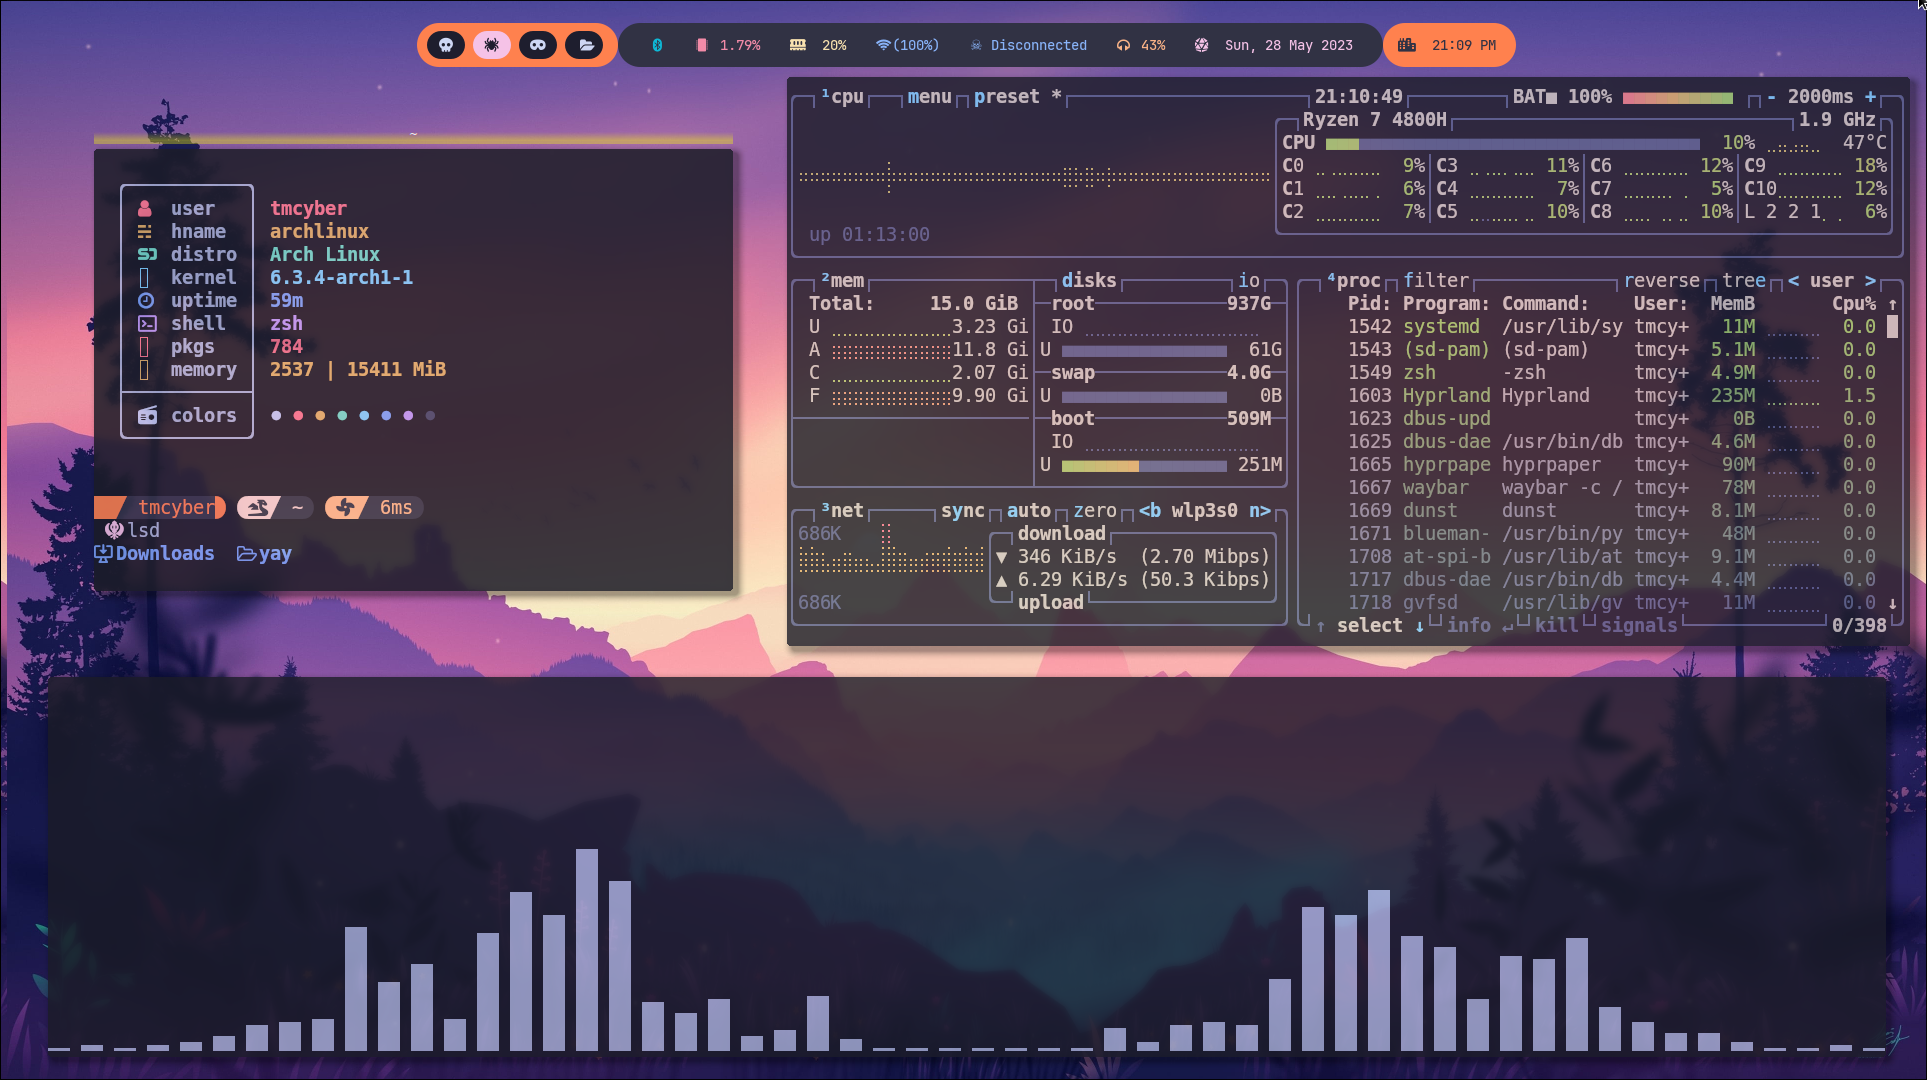 1.79% 20% (100%) Disconnected 43% Sun, 28 May 2023 21:09 PM
~
user tmcyber
hname archlinux
distro Arch Linux
kernel 6.3.4-arch1-1
uptime 59m
shell zsh
pkgs 784
memory 2537 | 15411 MiB
colors
tmcyber ~ 6ms
lsd
Downloads yay
¹cpu menu preset * 21:10:49 BAT■ 100% - 2000ms +
Ryzen 7 4800H 1.9 GHz
CPU 10% 47°C
C0 9% C3 11% C6 12% C9 18%
C1 6% C4 7% C7 5% C10 12%
C2 7% C5 10% C8 10% L 2 2 1 6%
up 01:13:00
²mem
Total: 15.0 GiB
U 3.23 Gi
A 11.8 Gi
C 2.07 Gi
F 9.90 Gi
disks io
root 937G
IO
U 61G
swap 4.0G
U 0B
boot 509M
IO
U 251M
³net sync auto zero <b wlp3s0 n>
686K
download
▼ 346 KiB/s (2.70 Mibps)
▲ 6.29 KiB/s (50.3 Kibps)
686K
upload
⁴proc filter reverse tree < user >
Pid: Program: Command: User: MemB Cpu% ↑
1542 systemd /usr/lib/sy tmcy+ 11M 0.0
1543 (sd-pam) (sd-pam) tmcy+ 5.1M 0.0
1549 zsh -zsh tmcy+ 4.9M 0.0
1603 Hyprland Hyprland tmcy+ 235M 1.5
1623 dbus-upd tmcy+ 0B 0.0
1625 dbus-dae /usr/bin/db tmcy+ 4.6M 0.0
1665 hyprpape hyprpaper tmcy+ 90M 0.0
1667 waybar waybar -c / tmcy+ 78M 0.0
1669 dunst dunst tmcy+ 8.1M 0.0
1671 blueman- /usr/bin/py tmcy+ 48M 0.0
1708 at-spi-b /usr/lib/at tmcy+ 9.1M 0.0
1717 dbus-dae /usr/bin/db tmcy+ 4.4M 0.0
1718 gvfsd /usr/lib/gv tmcy+ 11M 0.0 ↓
↑ select ↓ info ↵ kill signals 0/398